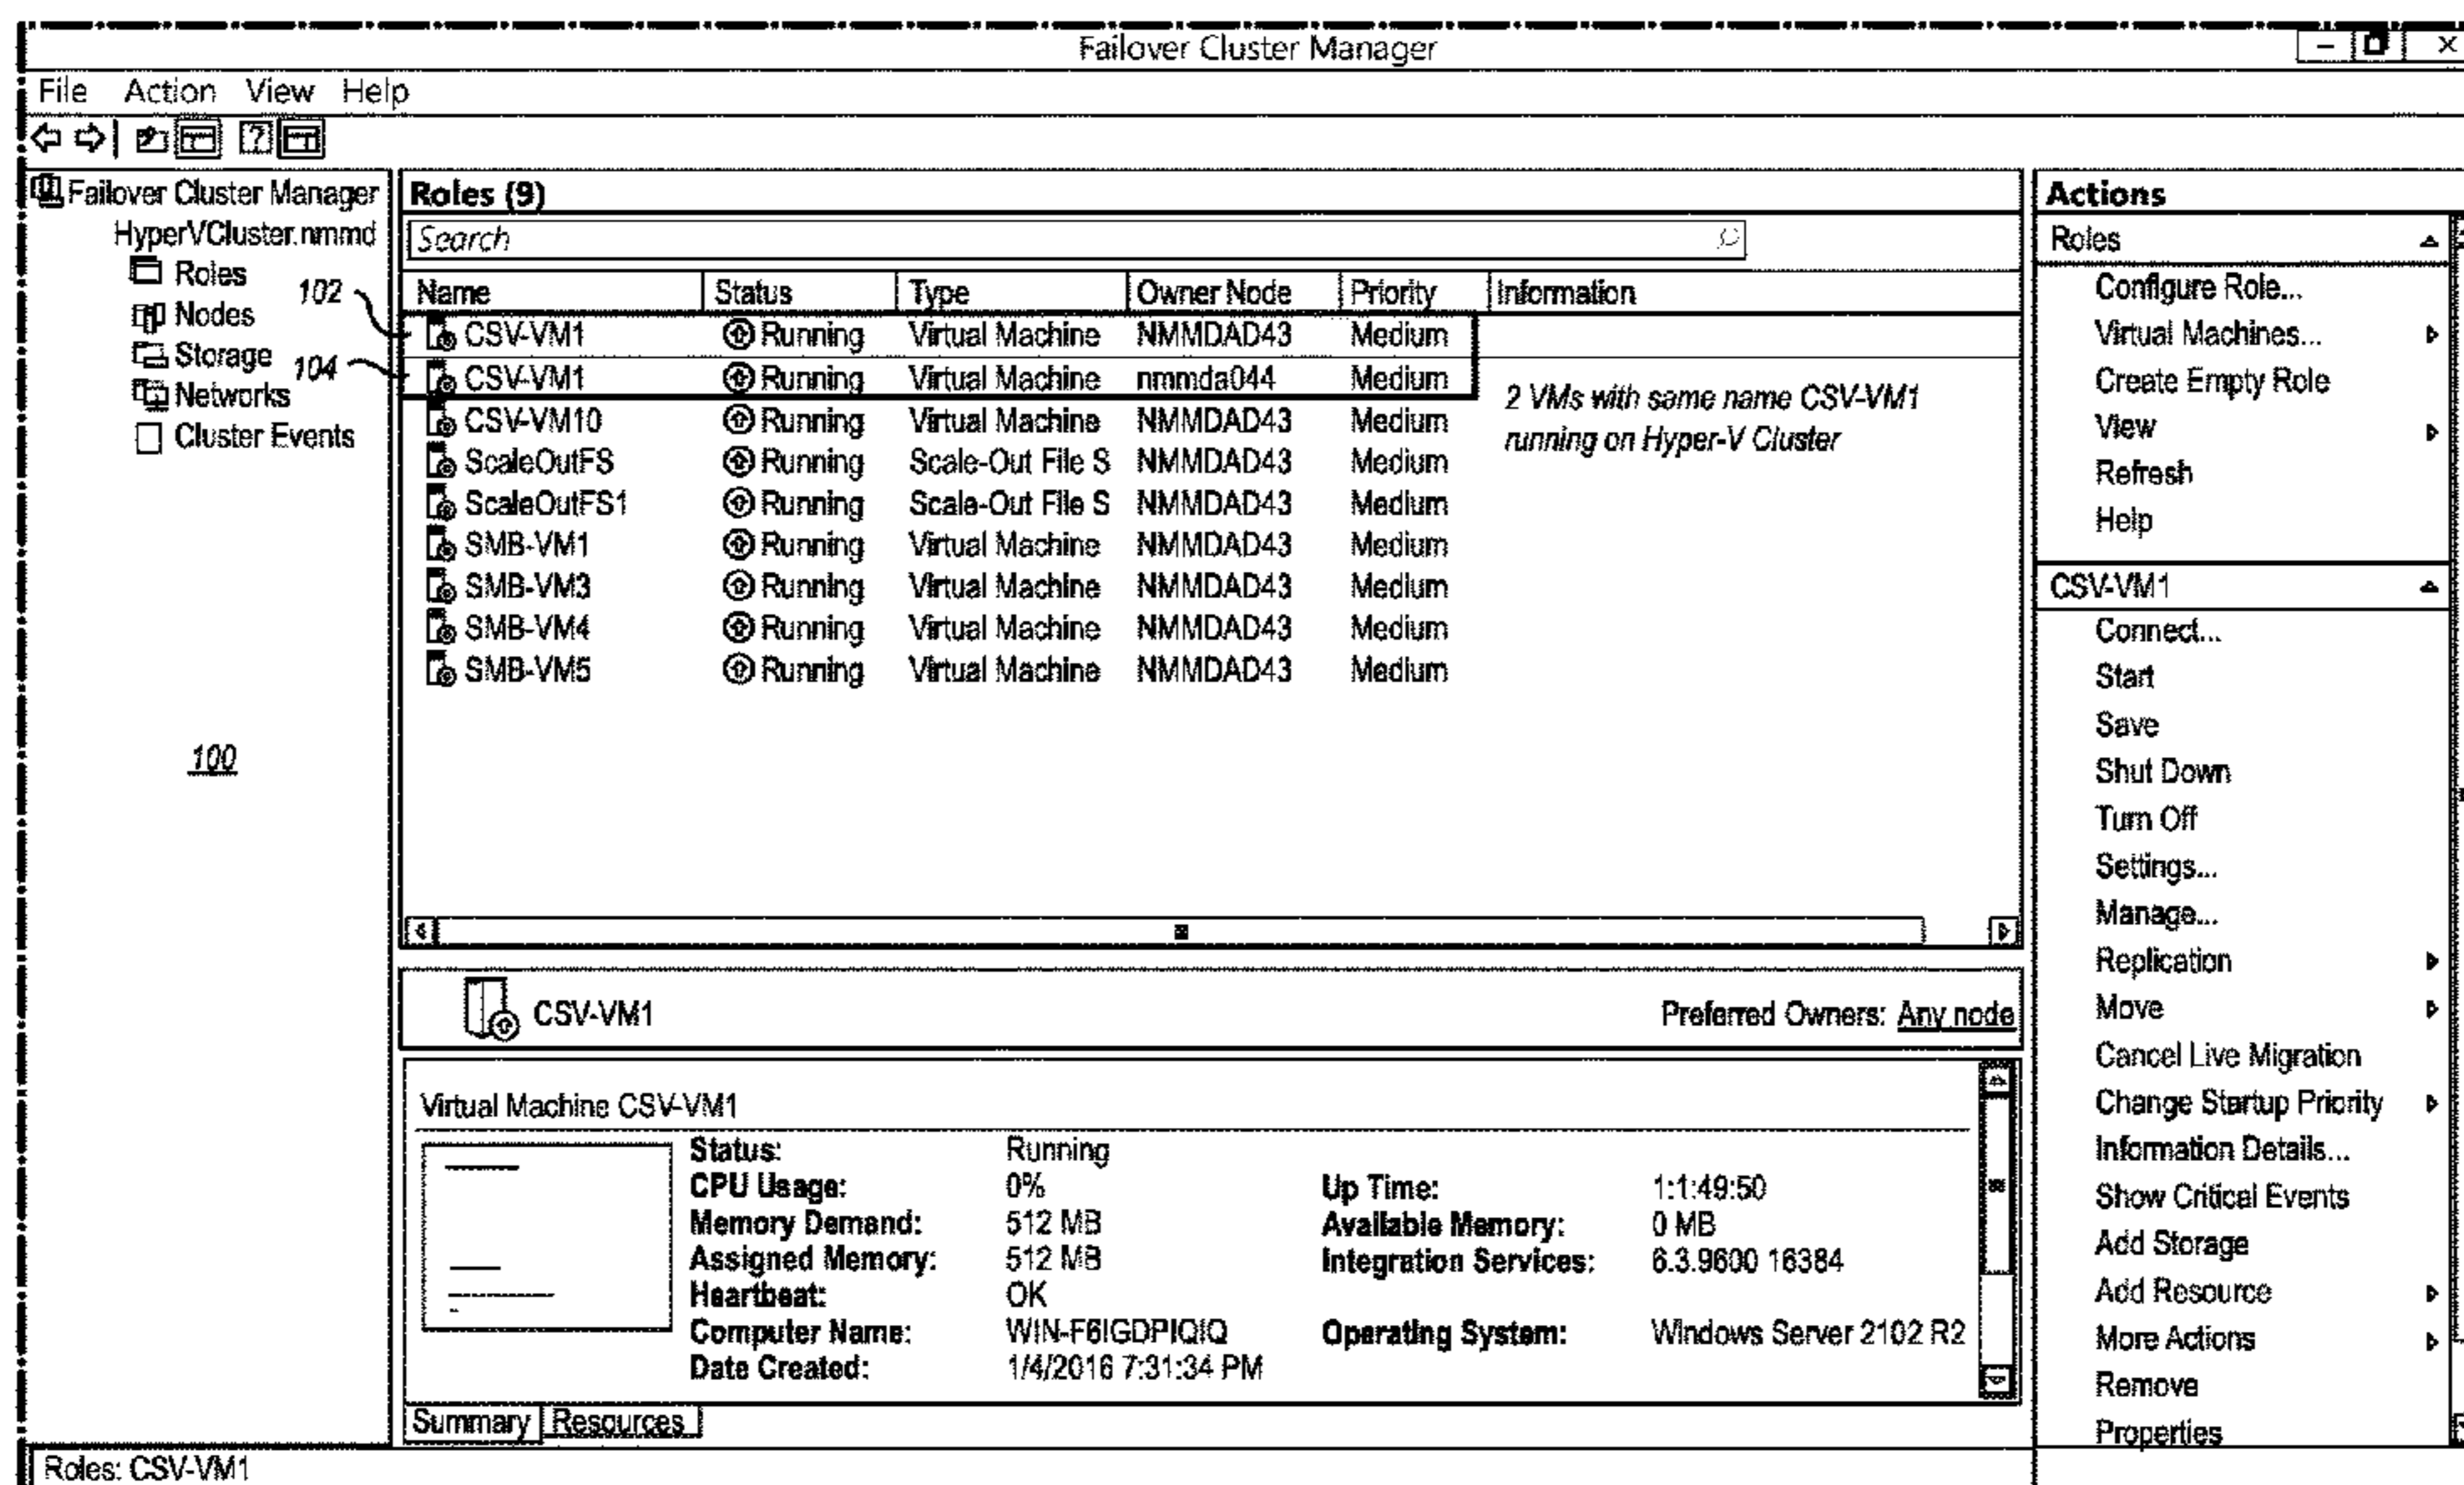 Failover Cluster Manager
File Action View Help
Failover Cluster Manager
HyperVCluster.nmmd
Roles
Nodes
Storage
Networks
Cluster Events
100
102
104
Roles (9)
Search
Name Status Type Owner Node Priority Information
CSV-VM1 Running Virtual Machine NMMDAD43 Medium
CSV-VM1 Running Virtual Machine nmmda044 Medium
CSV-VM10 Running Virtual Machine NMMDAD43 Medium
ScaleOutFS Running Scale-Out File S NMMDAD43 Medium
ScaleOutFS1 Running Scale-Out File S NMMDAD43 Medium
SMB-VM1 Running Virtual Machine NMMDAD43 Medium
SMB-VM3 Running Virtual Machine NMMDAD43 Medium
SMB-VM4 Running Virtual Machine NMMDAD43 Medium
SMB-VM5 Running Virtual Machine NMMDAD43 Medium
2 VMs with same name CSV-VM1
running on Hyper-V Cluster
CSV-VM1 Preferred Owners: Any node
Virtual Machine CSV-VM1
Status: Running
CPU Usage: 0% Up Time: 1:1:49:50
Memory Demand: 512 MB Available Memory: 0 MB
Assigned Memory: 512 MB Integration Services: 6.3.9600 16384
Heartbeat: OK
Computer Name: WIN-F6IGDPIQIQ Operating System: Windows Server 2102 R2
Date Created: 1/4/2016 7:31:34 PM
Summary Resources
Actions
Roles
Configure Role...
Virtual Machines...
Create Empty Role
View
Refresh
Help
CSV-VM1
Connect...
Start
Save
Shut Down
Turn Off
Settings...
Manage...
Replication
Move
Cancel Live Migration
Change Startup Priority
Information Details...
Show Critical Events
Add Storage
Add Resource
More Actions
Remove
Properties
Roles: CSV-VM1